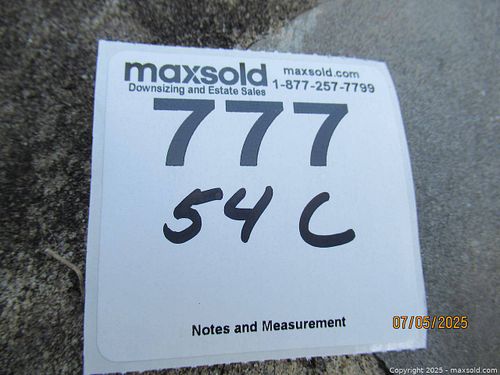 maxsold maxsold.com
Downsizing and Estate Sales 1-877-257-7799
777
54 C
Notes and Measurement
07/05/2025
Copyright 2025 - maxsold.com